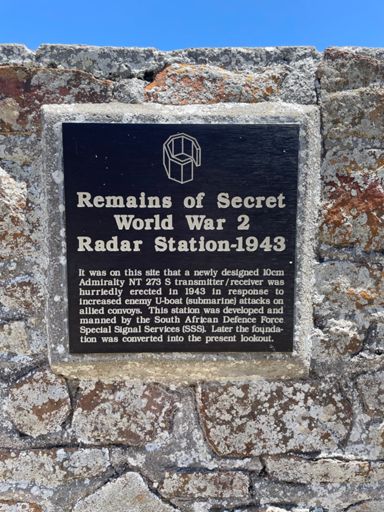 Remains of Secret
World War 2
Radar Station-1943
It was on this site that a newly designed 10cm
Admiralty NT 273 S transmitter/receiver was
hurriedly erected in 1943 in response to
increased enemy U-boat (submarine) attacks on
allied convoys. This station was developed and
manned by the South African Defence Force
Special Signal Services (SSS). Later the founda-
tion was converted into the present lookout.